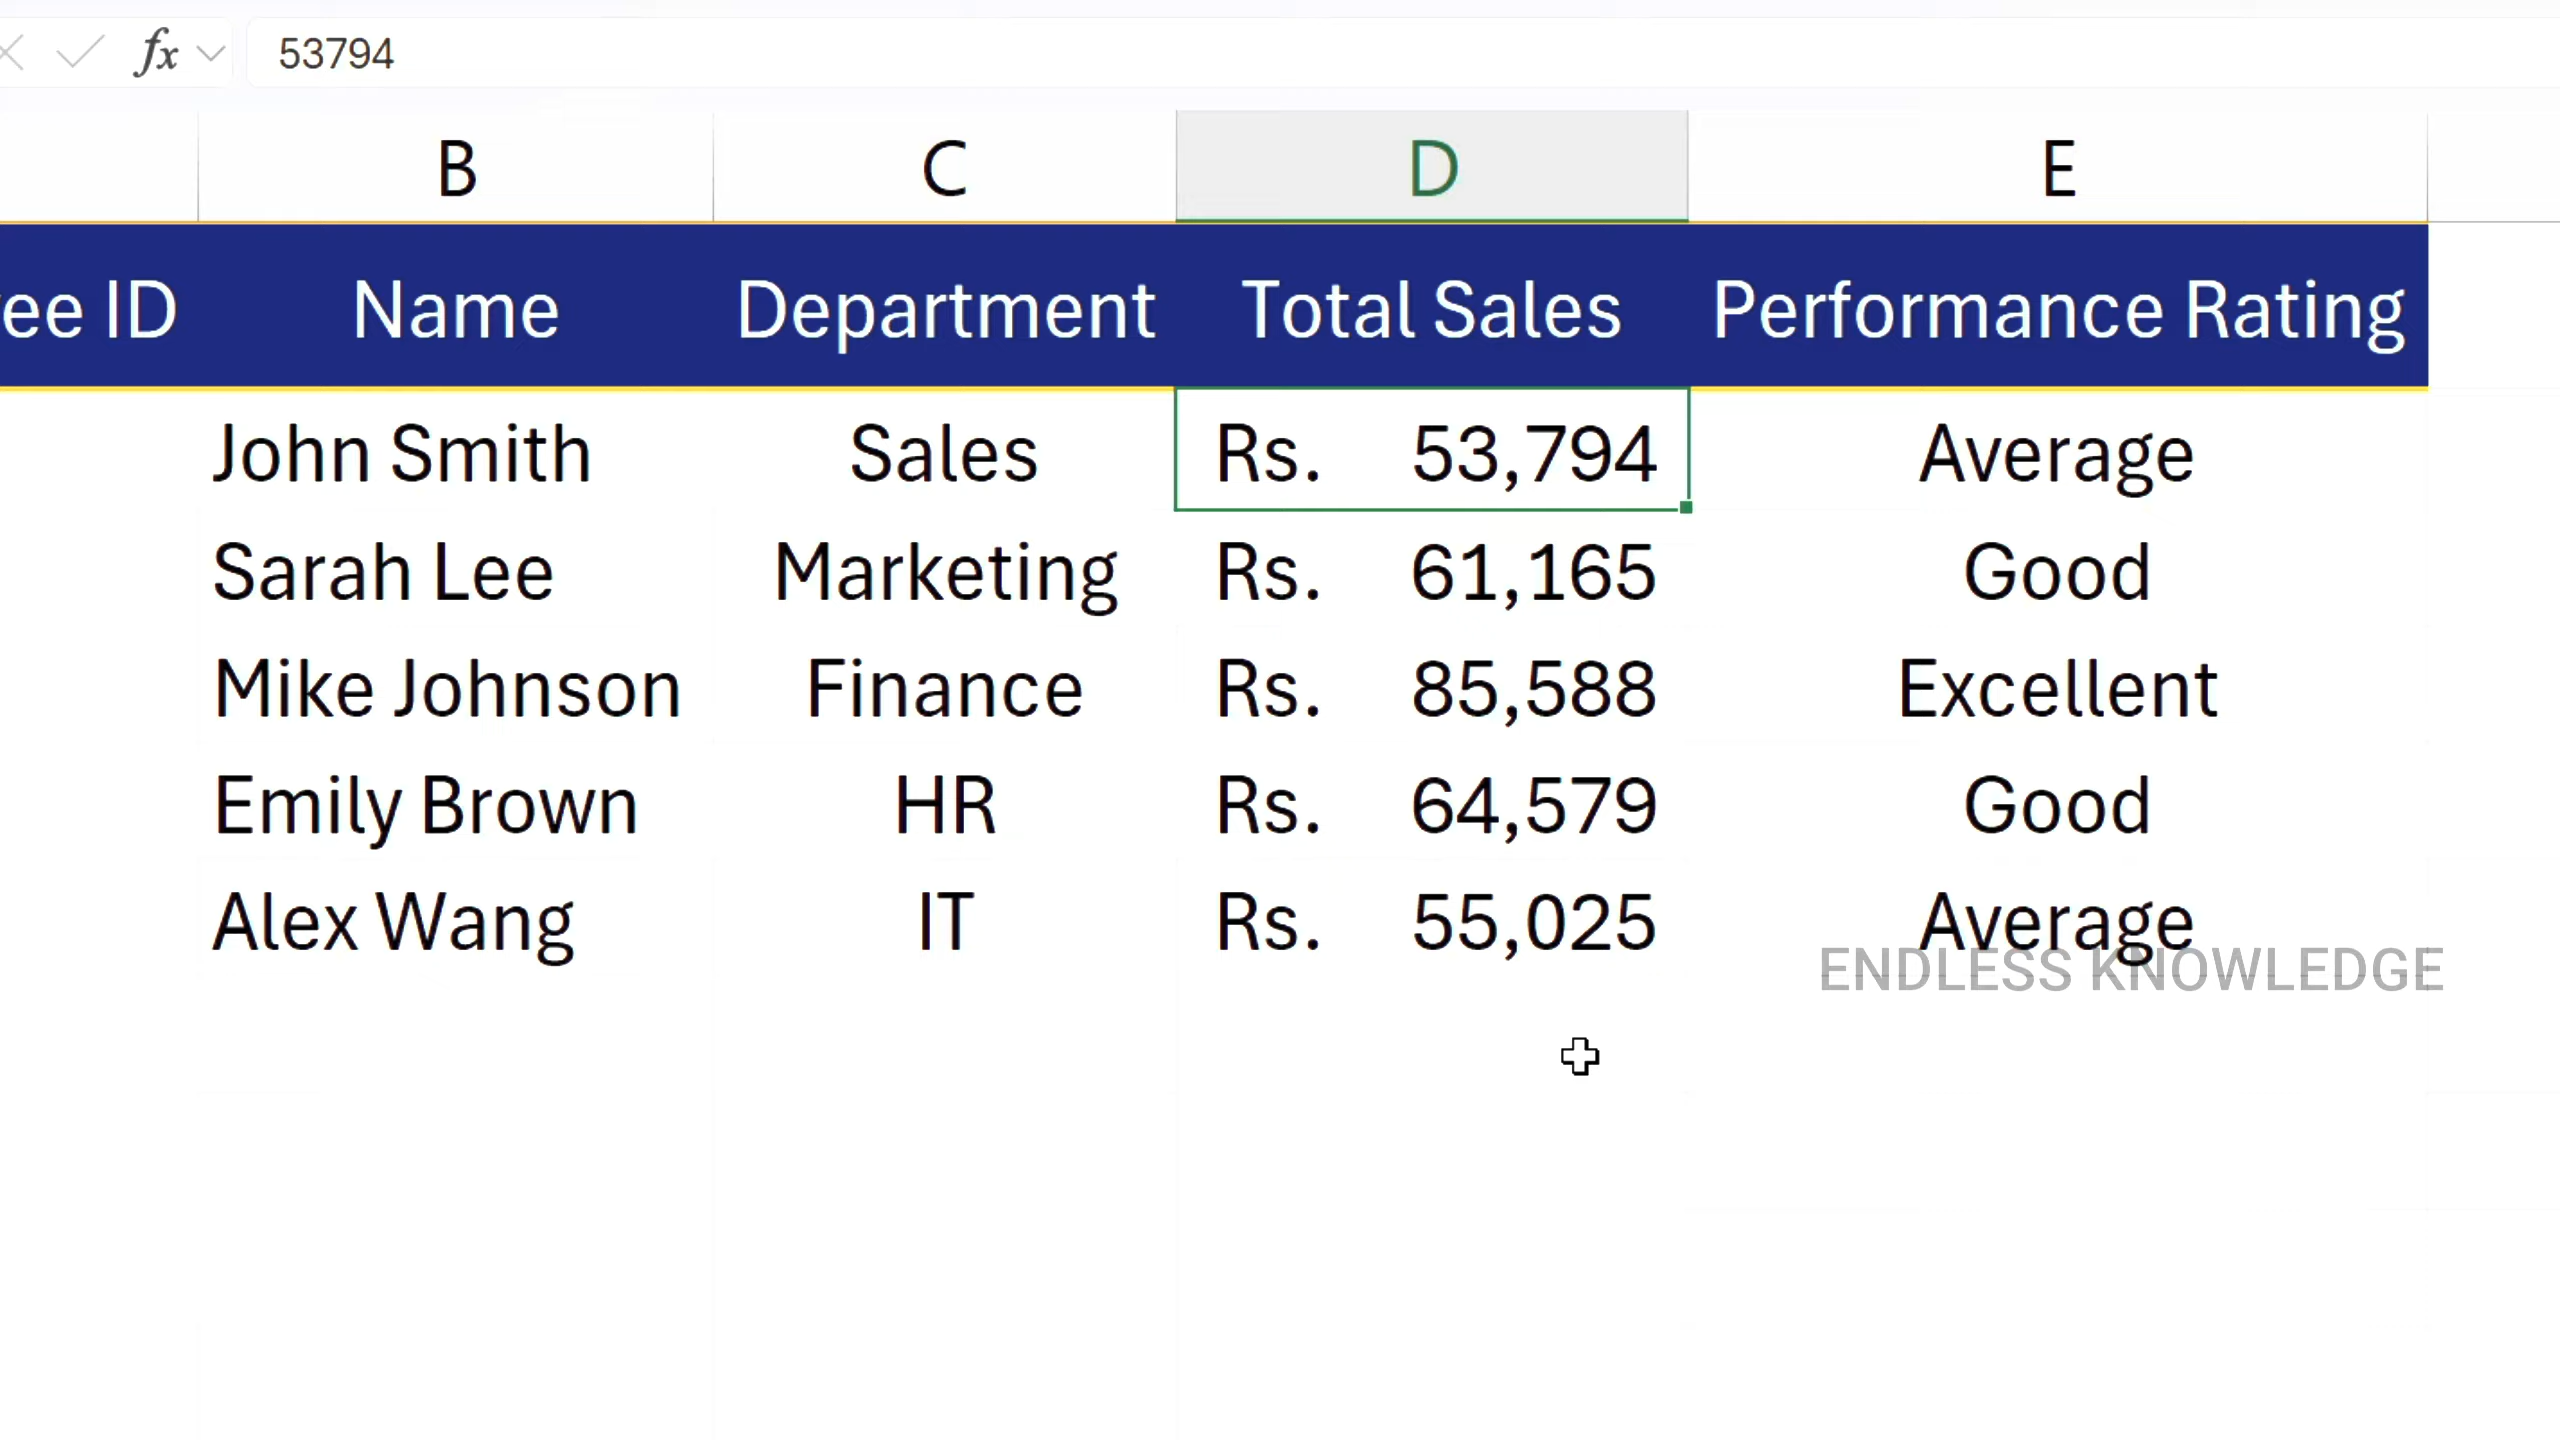 fx 53794
B C D E
ee ID Name Department Total Sales Performance Rating
John Smith Sales Rs. 53,794 Average
Sarah Lee Marketing Rs. 61,165 Good
Mike Johnson Finance Rs. 85,588 Excellent
Emily Brown HR Rs. 64,579 Good
Alex Wang IT Rs. 55,025 Average
ENDLESS KNOWLEDGE